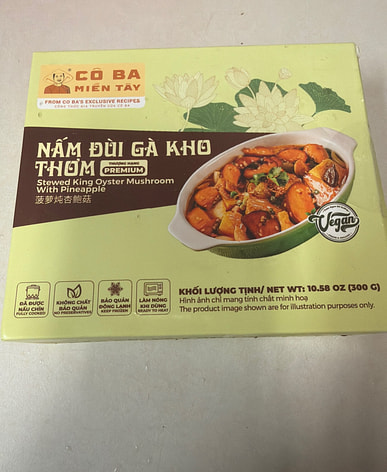 CÔ BA
MIỀN TÂY
FROM CO BA'S EXCLUSIVE RECIPES
CÔNG THỨC GIA TRUYỀN CỦA CÔ BA
NẤM ĐÙI GÀ KHO
THƠM
THƯỢNG HẠNG
PREMIUM
Stewed King Oyster Mushroom
With Pineapple
菠萝炖杏鲍菇
Vegan
ĐÃ ĐƯỢC
NẤU CHÍN
FULLY COOKED
KHÔNG CHẤT
BẢO QUẢN
NO PRESERVATIVES
BẢO QUẢN
ĐÔNG LẠNH
KEEP FROZEN
LÀM NÓNG
KHI DÙNG
READY TO HEAT
KHỐI LƯỢNG TỊNH/ NET WT: 10.58 OZ (300 G)
Hình ảnh chỉ mang tính chất minh hoạ
The product image shown are for illustration purposes only.